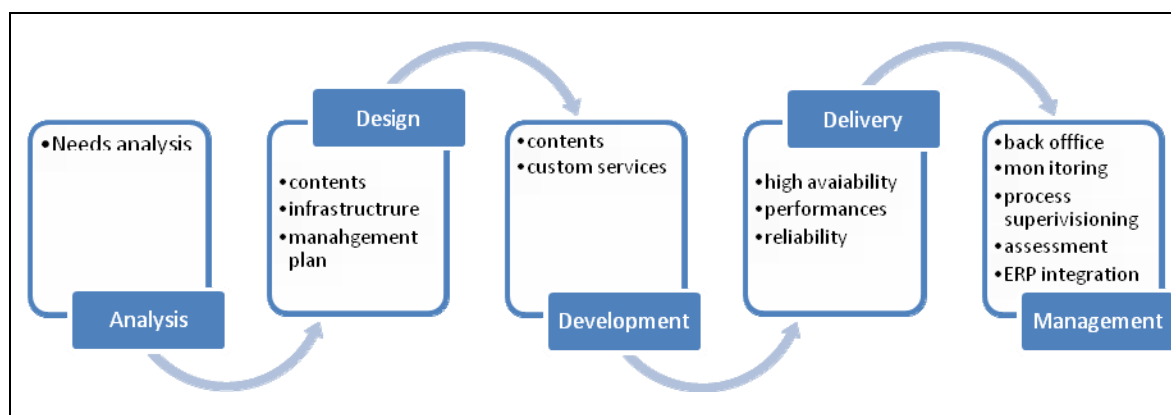 •Needs analysis
Analysis
Design
•contents
•infrastructrure
•manahgement
plan
•contents
•custom services
Development
Delivery
•high avaiability
•performances
•reliability
•back offfice
•mon itoring
•process
superivisioning
•assessment
•ERP integration
Management